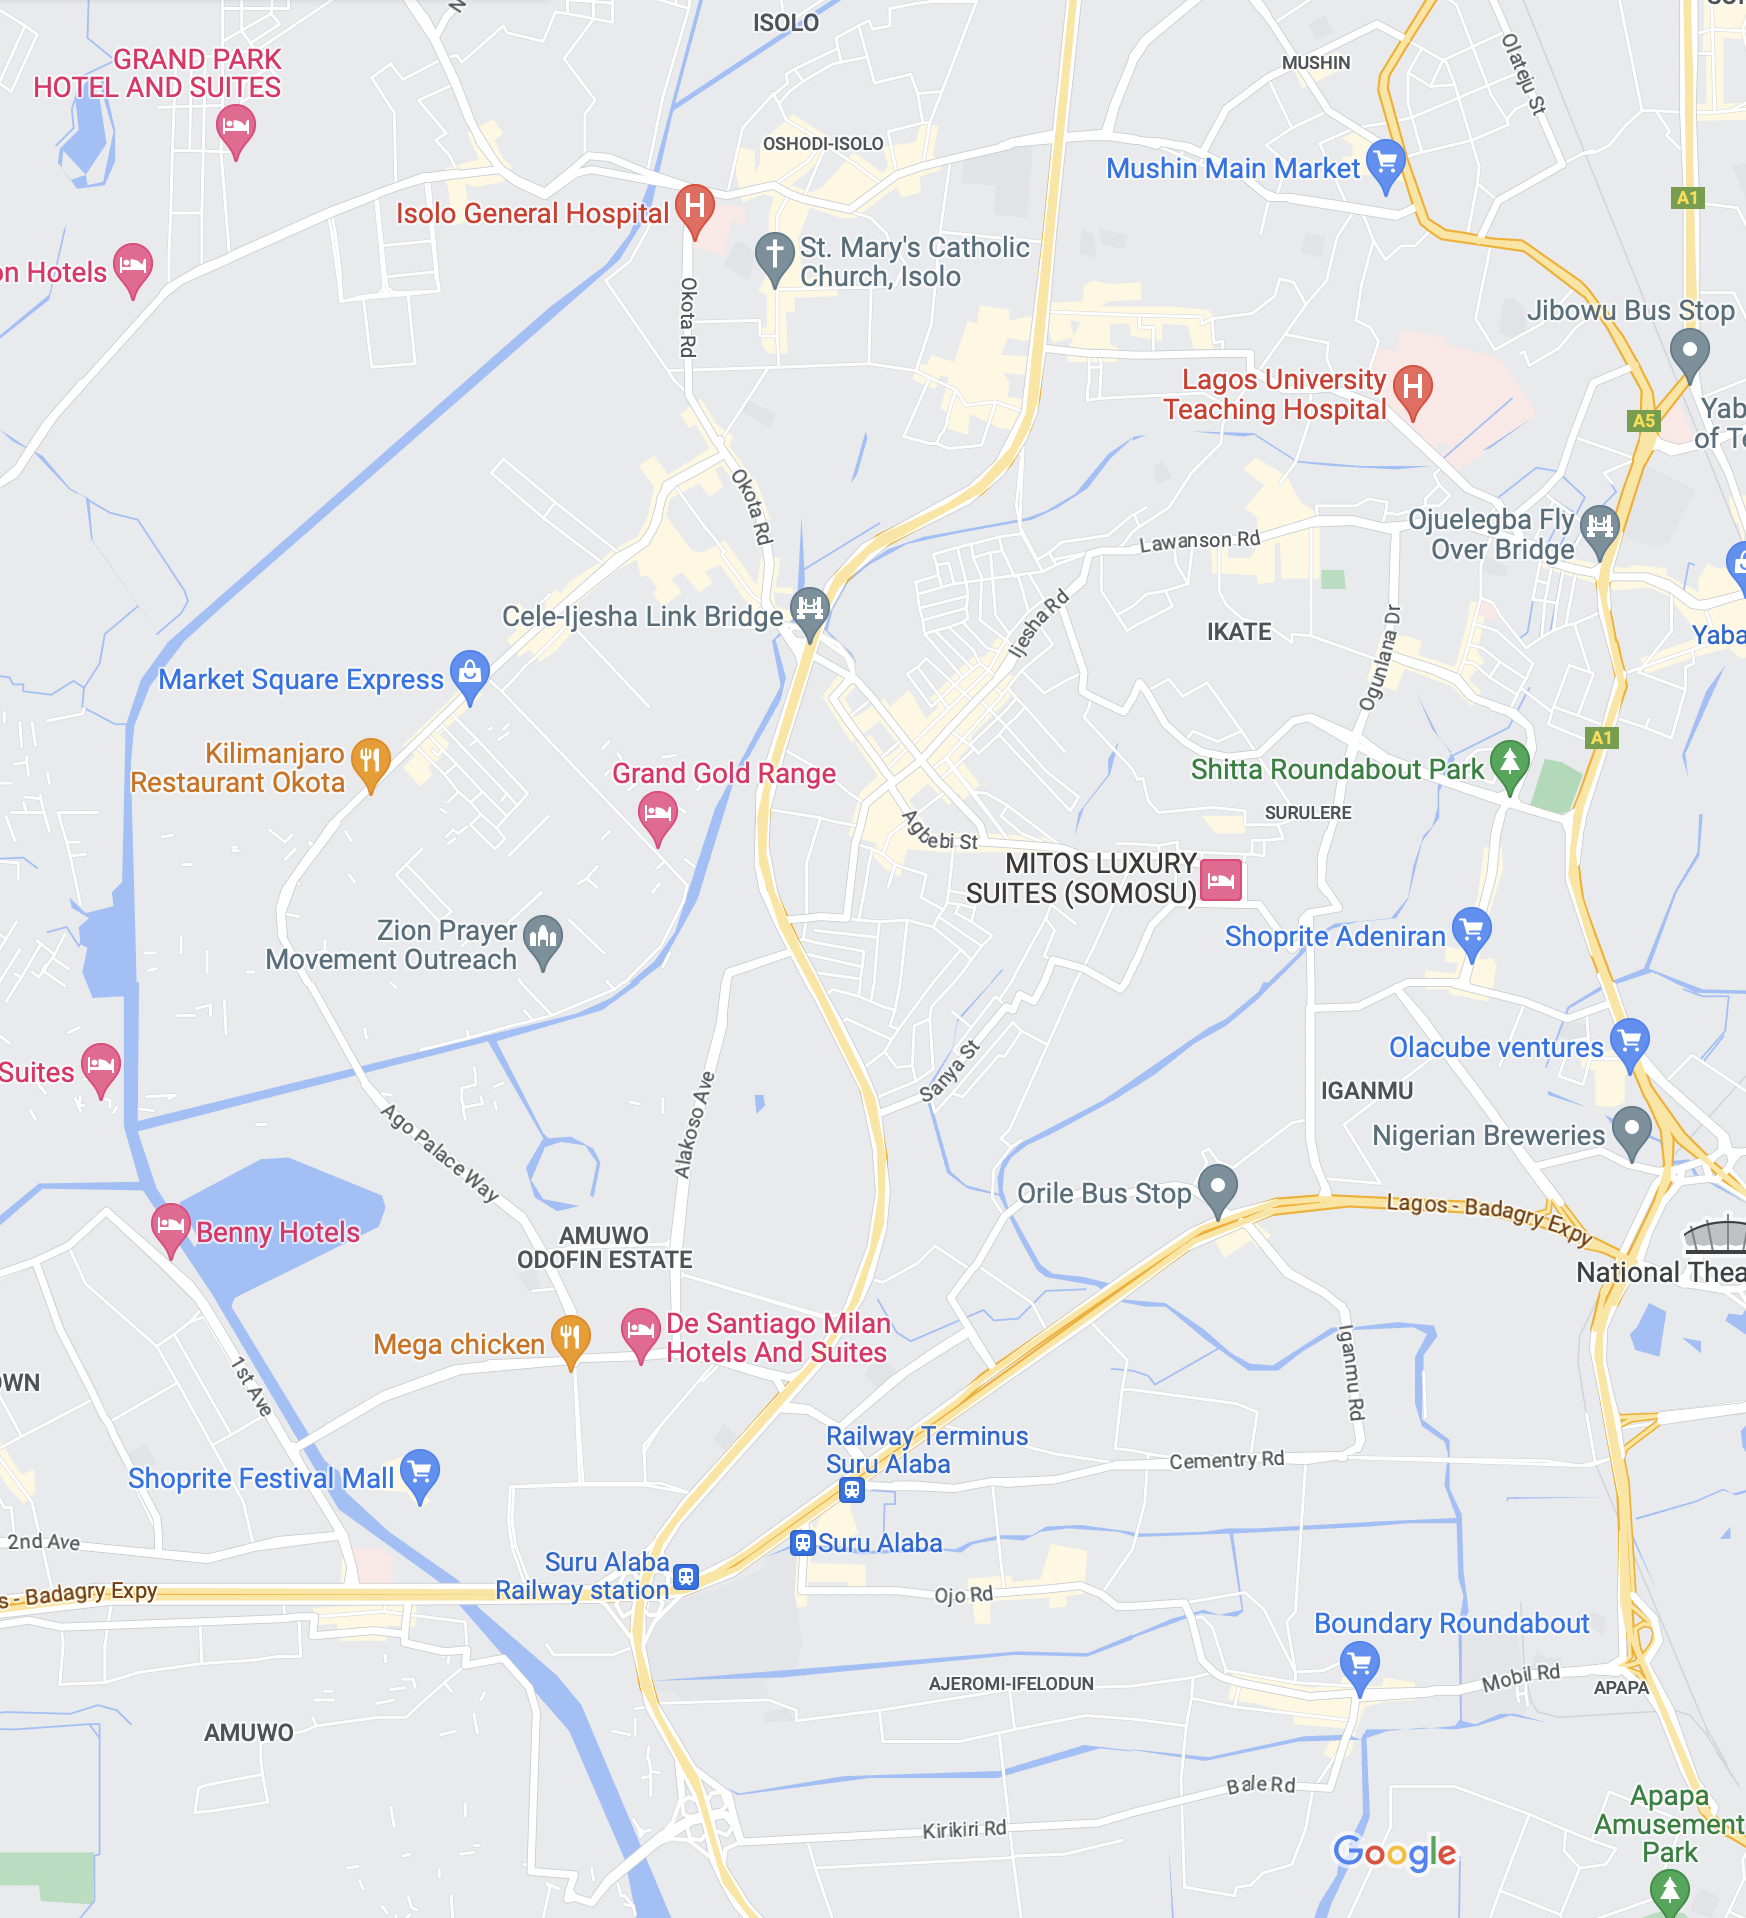 ISOLO
GRAND PARK
HOTEL AND SUITES
MUSHIN
Olateju St
OSHODI-ISOLO
Mushin Main Market
A1
Isolo General Hospital
St. Mary's Catholic
Church, Isolo
on Hotels
Okota Rd
Jibowu Bus Stop
Lagos University
Teaching Hospital
A5
Yab
of Te
Okota Rd
Lawanson Rd
Ojuelegba Fly
Over Bridge
Cele-Ijesha Link Bridge
Ijesha Rd
IKATE
Yaba
Ogunlana Dr
Market Square Express
A1
Kilimanjaro
Restaurant Okota
Grand Gold Range
Shitta Roundabout Park
SURULERE
Agbebi St
MITOS LUXURY
SUITES (SOMOSU)
Zion Prayer
Movement Outreach
Shoprite Adeniran
Olacube ventures
Suites
Sanya St
IGANMU
Alakoso Ave
Ago Palace Way
Nigerian Breweries
Orile Bus Stop
Lagos - Badagry Expy
Benny Hotels
AMUWO
ODOFIN ESTATE
National Thea
De Santiago Milan
Hotels And Suites
Mega chicken
Iganmu Rd
OWN
1st Ave
Railway Terminus
Suru Alaba
Cementry Rd
Shoprite Festival Mall
2nd Ave
Suru Alaba
Suru Alaba
Railway station
s - Badagry Expy
Ojo Rd
Boundary Roundabout
Mobil Rd
AJEROMI-IFELODUN
APAPA
AMUWO
Bale Rd
Apapa
Amusement
Park
Kirikiri Rd
Google